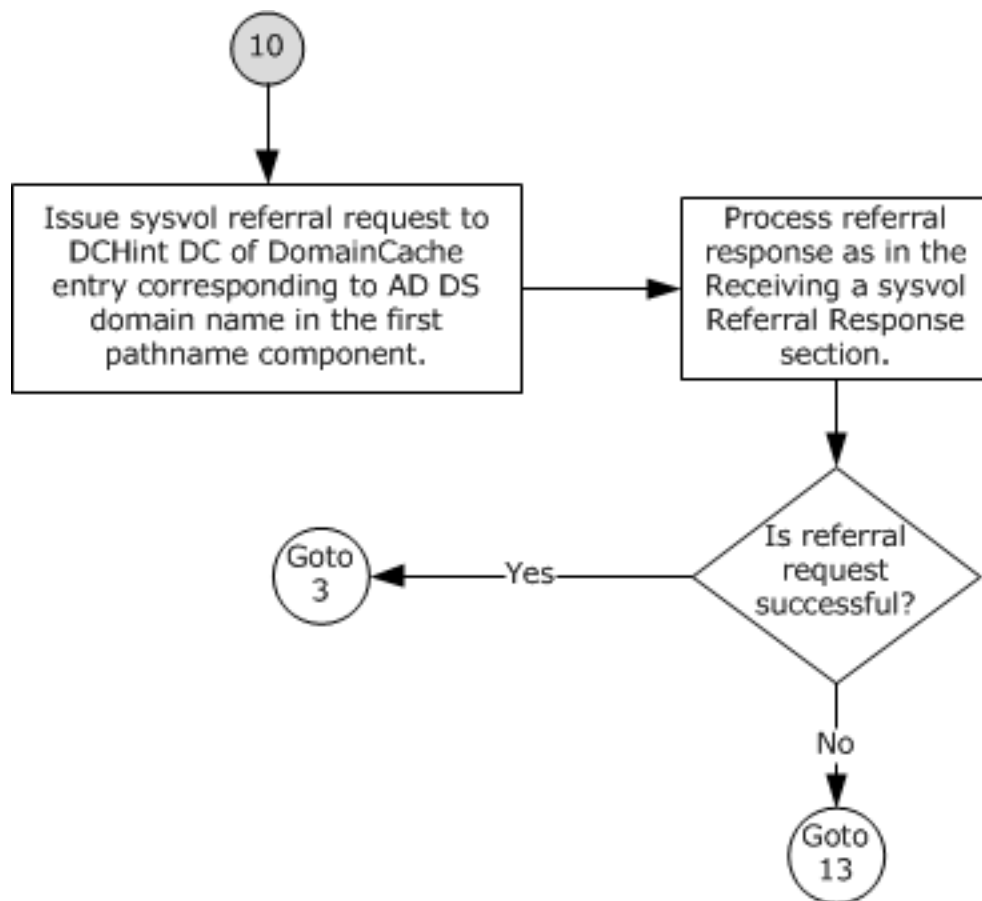 10
Issue sysvol referral request to
DCHint DC of DomainCache
entry corresponding to AD DS
domain name in the first
pathname component.
Process referral
response as in the
Receiving a sysvol
Referral Response
section.
Is referral
request
successful?
Yes
Goto
3
No
Goto
13